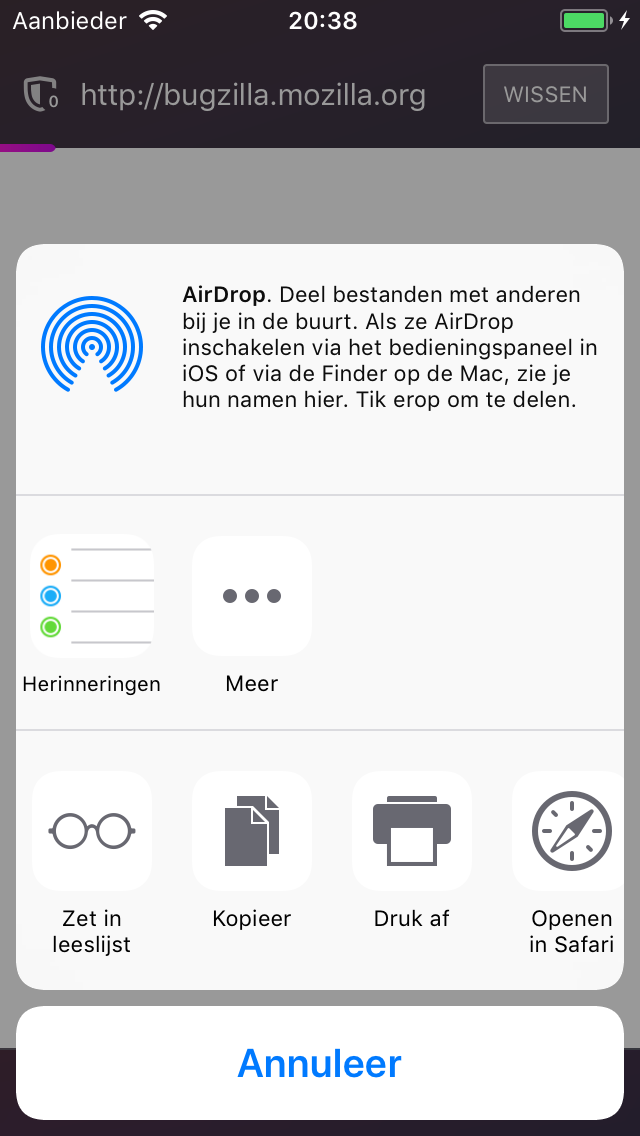 Aanbieder 20:38
0 http://bugzilla.mozilla.org WISSEN
AirDrop. Deel bestanden met anderen
bij je in de buurt. Als ze AirDrop
inschakelen via het bedieningspaneel in
iOS of via de Finder op de Mac, zie je
hun namen hier. Tik erop om te delen.
Herinneringen Meer
Zet in leeslijst
Kopieer
Druk af
Openen in Safari
Annuleer